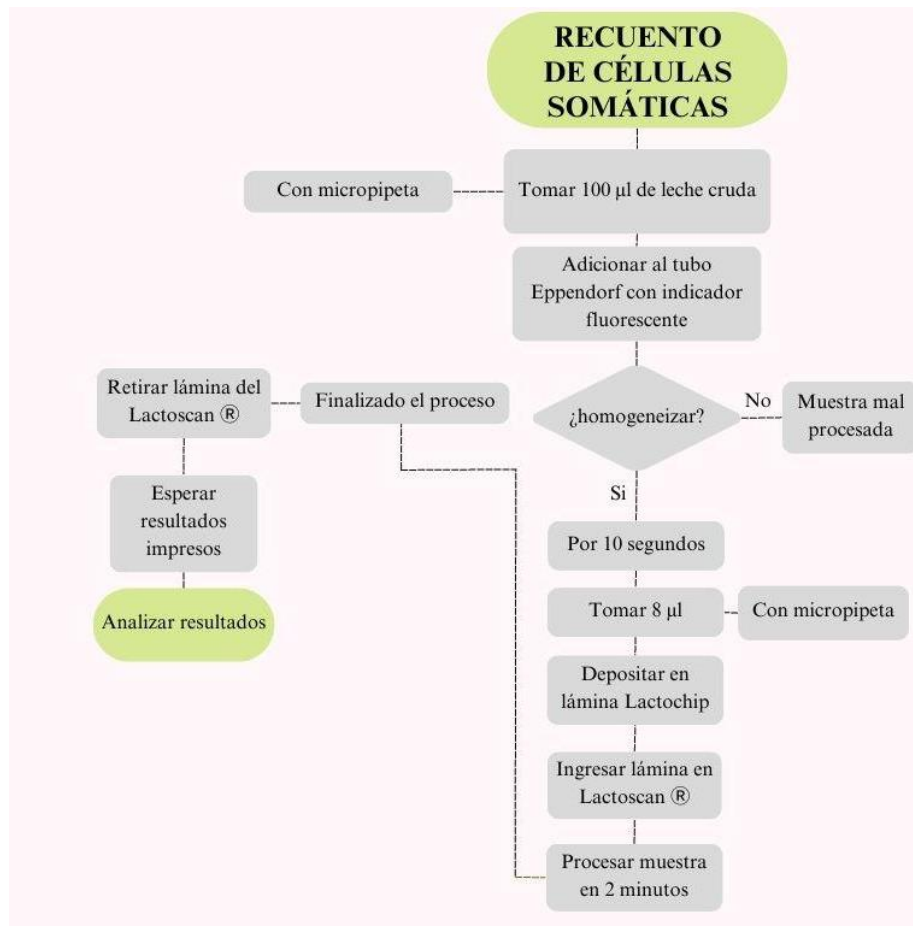 RECUENTO
DE CÉLULAS
SOMÁTICAS
Con micropipeta
Tomar 100 µl de leche cruda
Adicionar al tubo
Eppendorf con indicador
fluorescente
¿homogeneizar?
No
Muestra mal
procesada
Si
Por 10 segundos
Tomar 8 µl
Con micropipeta
Depositar en
lámina Lactochip
Ingresar lámina en
Lactoscan ®
Procesar muestra
en 2 minutos
Finalizado el proceso
Retirar lámina del
Lactoscan ®
Esperar
resultados
impresos
Analizar resultados